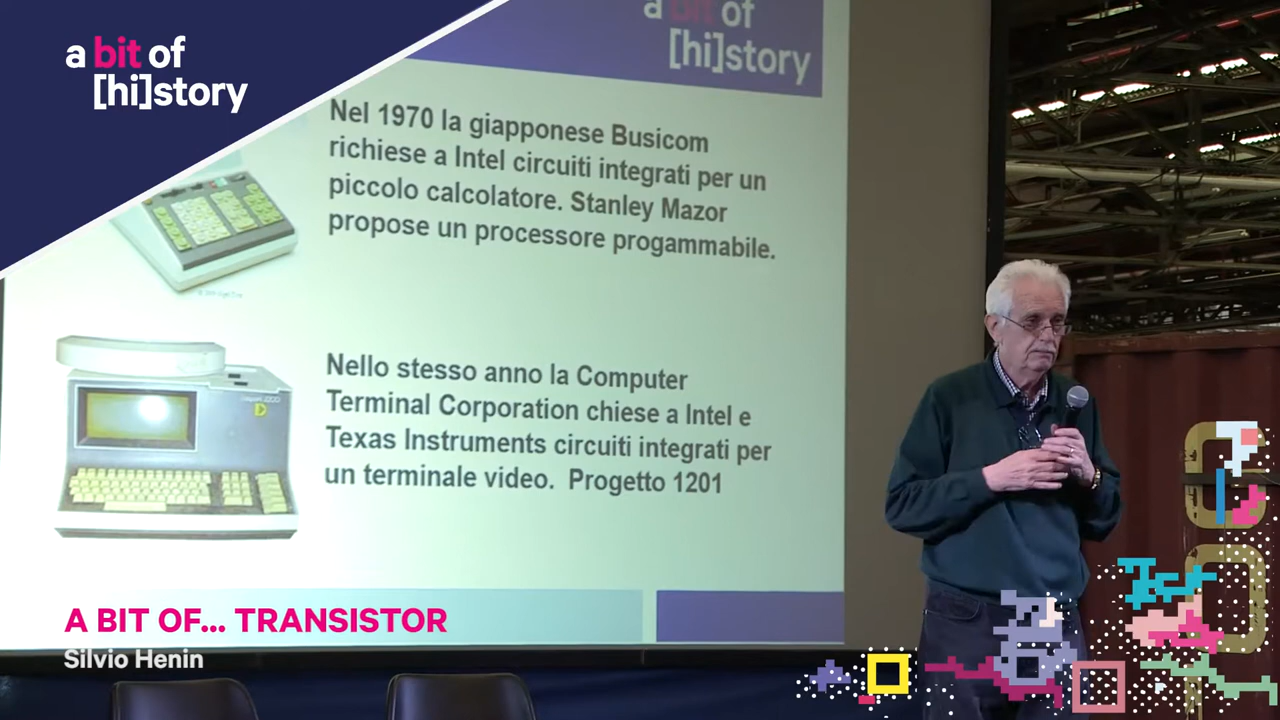 a bit of
[hi]story
a bit of
[hi]story
Nel 1970 la giapponese Busicom
richiese a Intel circuiti integrati per un
piccolo calcolatore. Stanley Mazor
propose un processore progammabile.
Nello stesso anno la Computer
Terminal Corporation chiese a Intel e
Texas Instruments circuiti integrati per
un terminale video. Progetto 1201
A BIT OF... TRANSISTOR
Silvio Henin